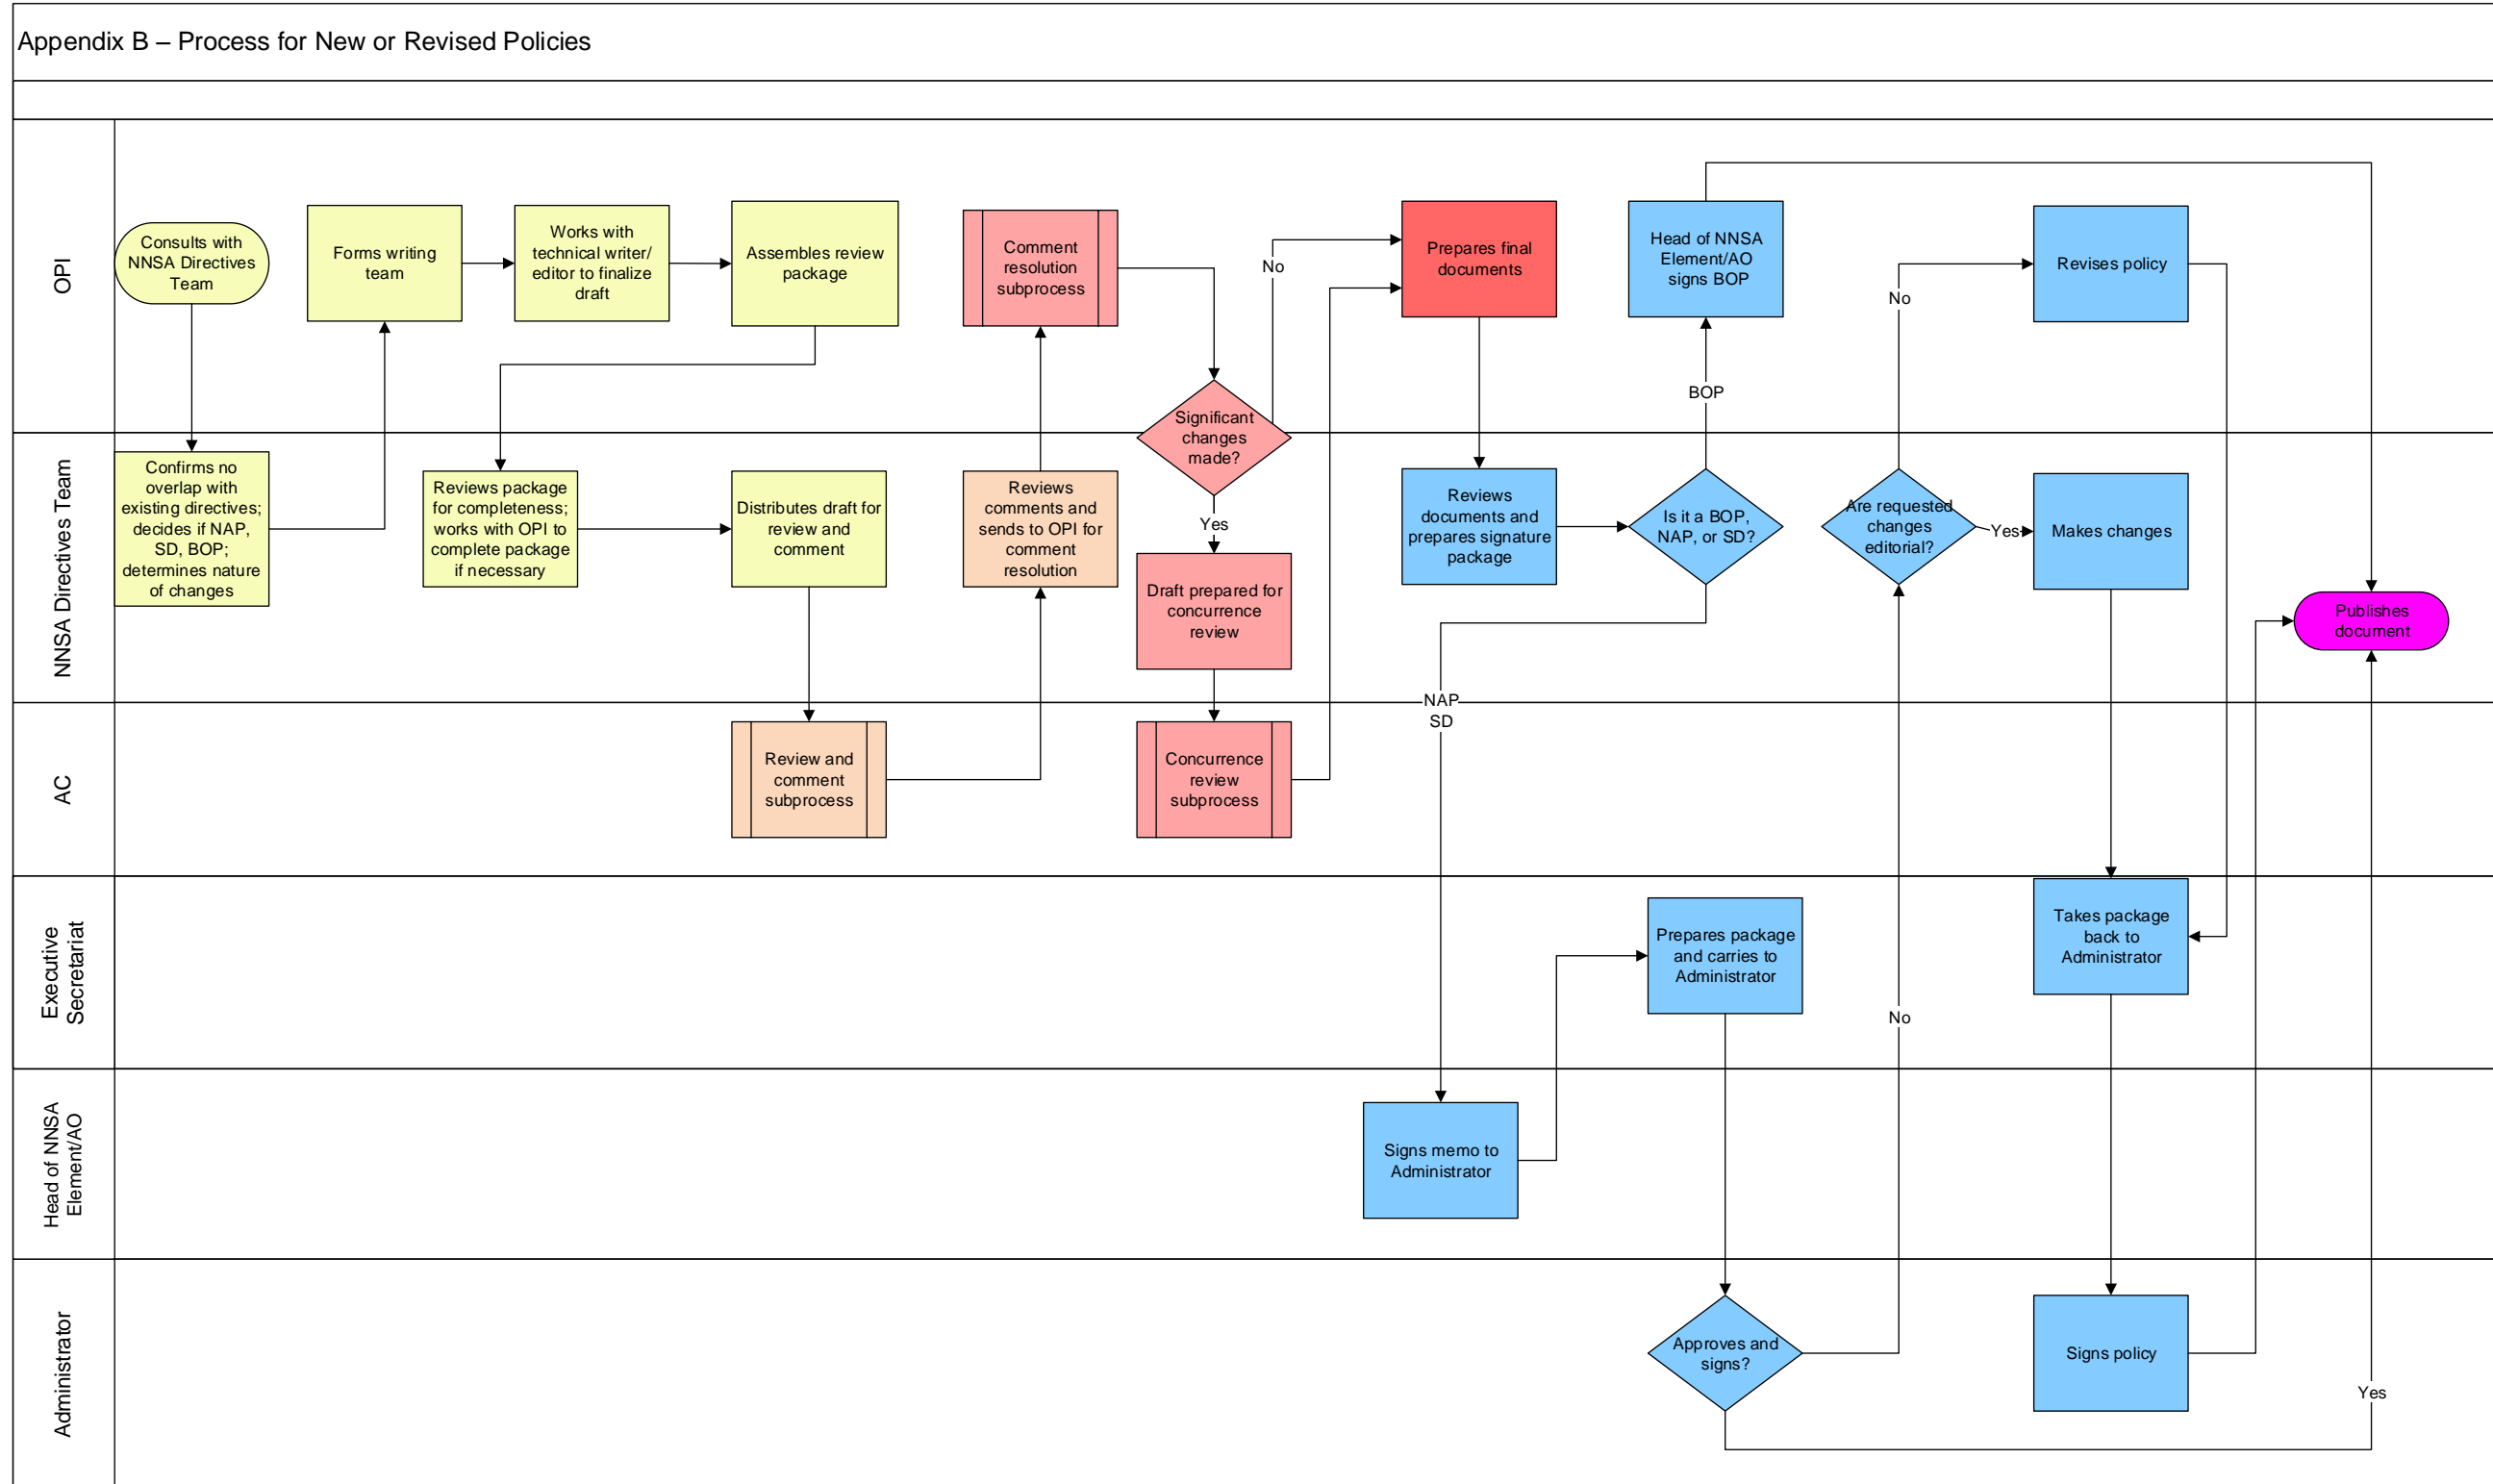 Appendix B – Process for New or Revised Policies
OPI
Consults with
NNSA Directives
Team
Forms writing
team
Works with
technical writer/
editor to finalize
draft
Assembles review
package
Comment
resolution
subprocess
No
Prepares final
documents
Head of NNSA
Element/AO
signs BOP
No
Revises policy
BOP
NNSA Directives Team
Confirms no
overlap with
existing directives;
decides if NAP,
SD, BOP;
determines nature
of changes
Reviews package
for completeness;
works with OPI to
complete package
if necessary
Distributes draft for
review and
comment
Reviews
comments and
sends to OPI for
comment
resolution
Significant
changes
made?
Yes
Draft prepared for
concurrence
review
Reviews
documents and
prepares signature
package
Is it a BOP,
NAP, or SD?
Are requested
changes
editorial?
Yes
Makes changes
Publishes
document
NAP
SD
AC
Review and
comment
subprocess
Concurrence
review
subprocess
Executive
Secretariat
Prepares package
and carries to
Administrator
No
Takes package
back to
Administrator
Head of NNSA
Element/AO
Signs memo to
Administrator
Administrator
Approves and
signs?
Signs policy
Yes